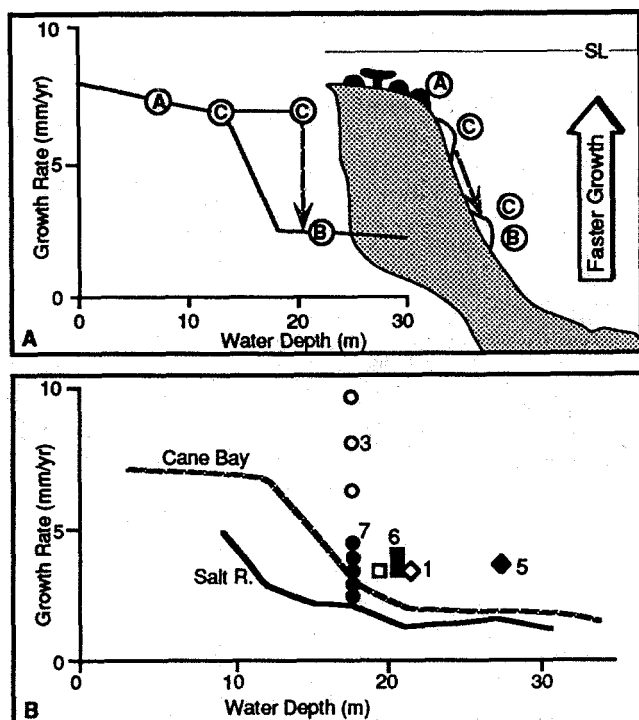 10
5
0
Growth Rate (mm/yr)
0
10
20
30
Water Depth (m)
A
C
C
B
SL
A
C
C
B
Faster Growth
A
10
5
0
Growth Rate (mm/yr)
Cane Bay
Salt R.
3
7
6
1
5
10
20
30
Water Depth (m)
B